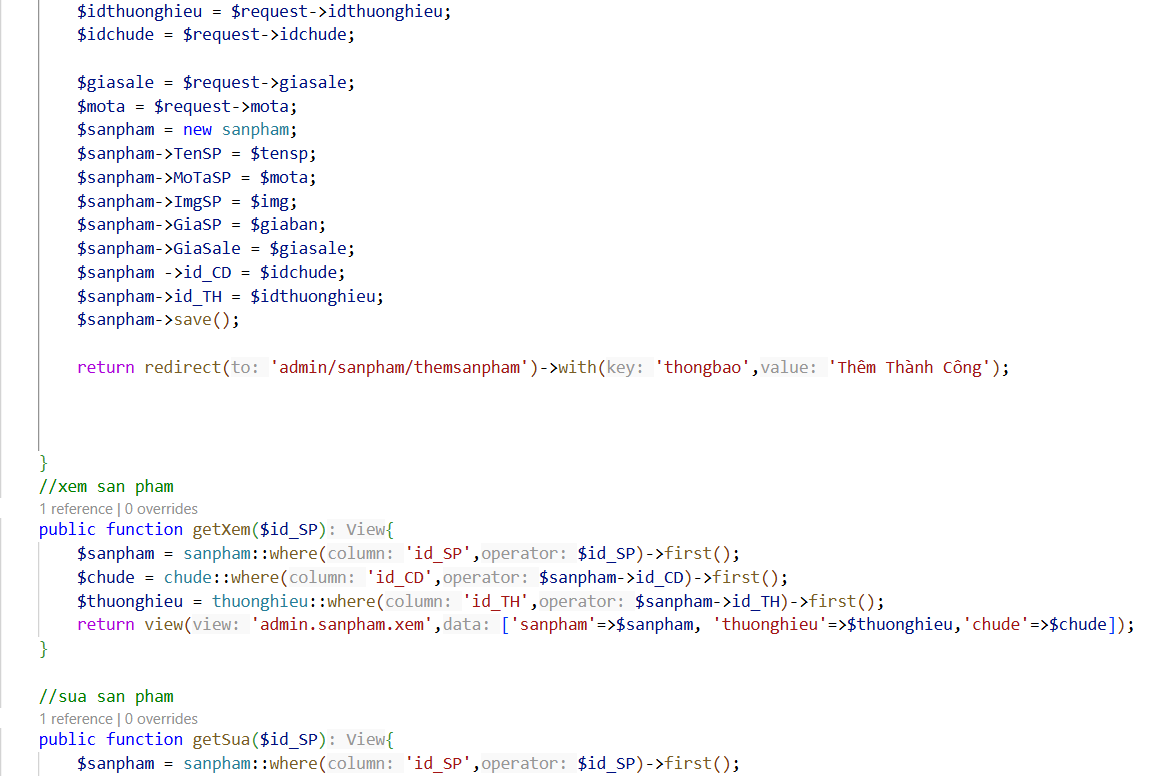 $idthuonghieu = $request->idthuonghieu;
$idchude = $request->idchude;
$giasale = $request->giasale;
$mota = $request->mota;
$sanpham = new sanpham;
$sanpham->TenSP = $tensp;
$sanpham->MoTaSP = $mota;
$sanpham->ImgSP = $img;
$sanpham->GiaSP = $giaban;
$sanpham->GiaSale = $giasale;
$sanpham ->id_CD = $idchude;
$sanpham->id_TH = $idthuonghieu;
$sanpham->save();
return redirect(to: 'admin/sanpham/themsanpham')->with(key: 'thongbao',value: 'Thêm Thành Công');
}
//xem san pham
1 reference | 0 overrides
public function getXem($id_SP): View{
$sanpham = sanpham::where(column: 'id_SP',operator: $id_SP)->first();
$chude = chude::where(column: 'id_CD',operator: $sanpham->id_CD)->first();
$thuonghieu = thuonghieu::where(column: 'id_TH',operator: $sanpham->id_TH)->first();
return view(view: 'admin.sanpham.xem',data: ['sanpham'=>$sanpham, 'thuonghieu'=>$thuonghieu,'chude'=>$chude]);
}
//sua san pham
1 reference | 0 overrides
public function getSua($id_SP): View{
$sanpham = sanpham::where(column: 'id_SP',operator: $id_SP)->first();